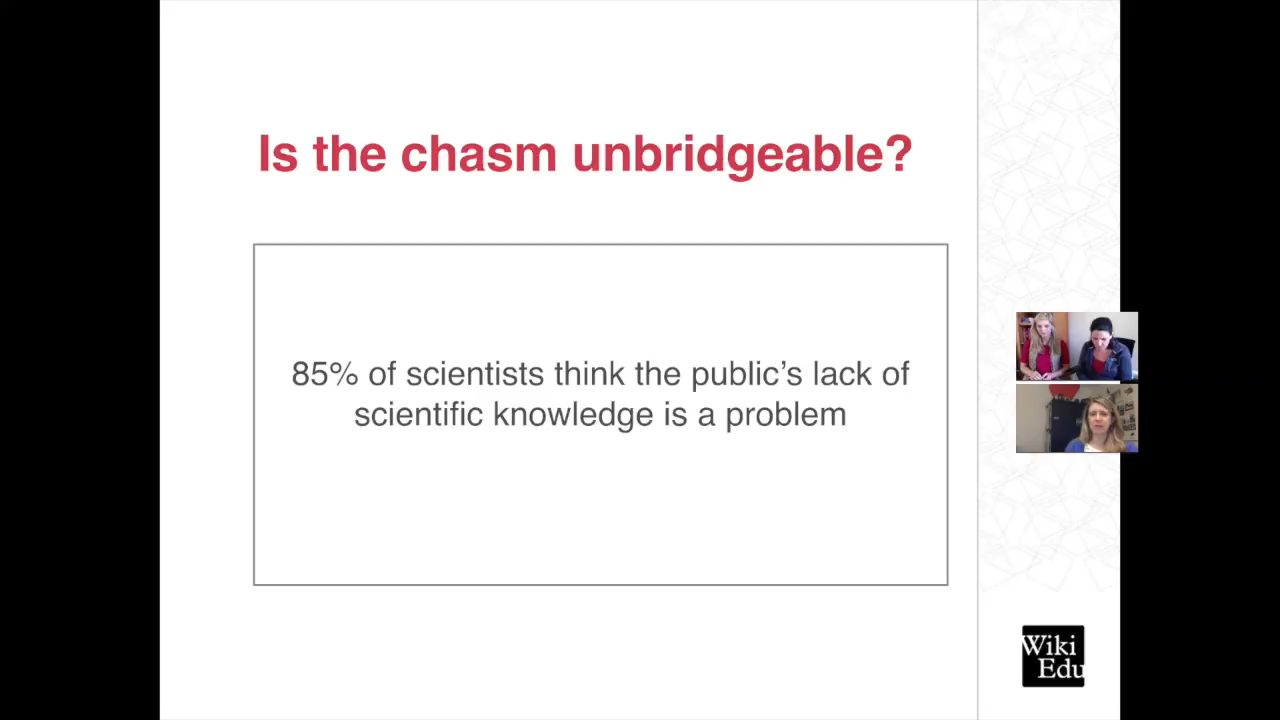 Is the chasm unbridgeable?
85% of scientists think the public’s lack of
scientific knowledge is a problem
Wiki
Edu